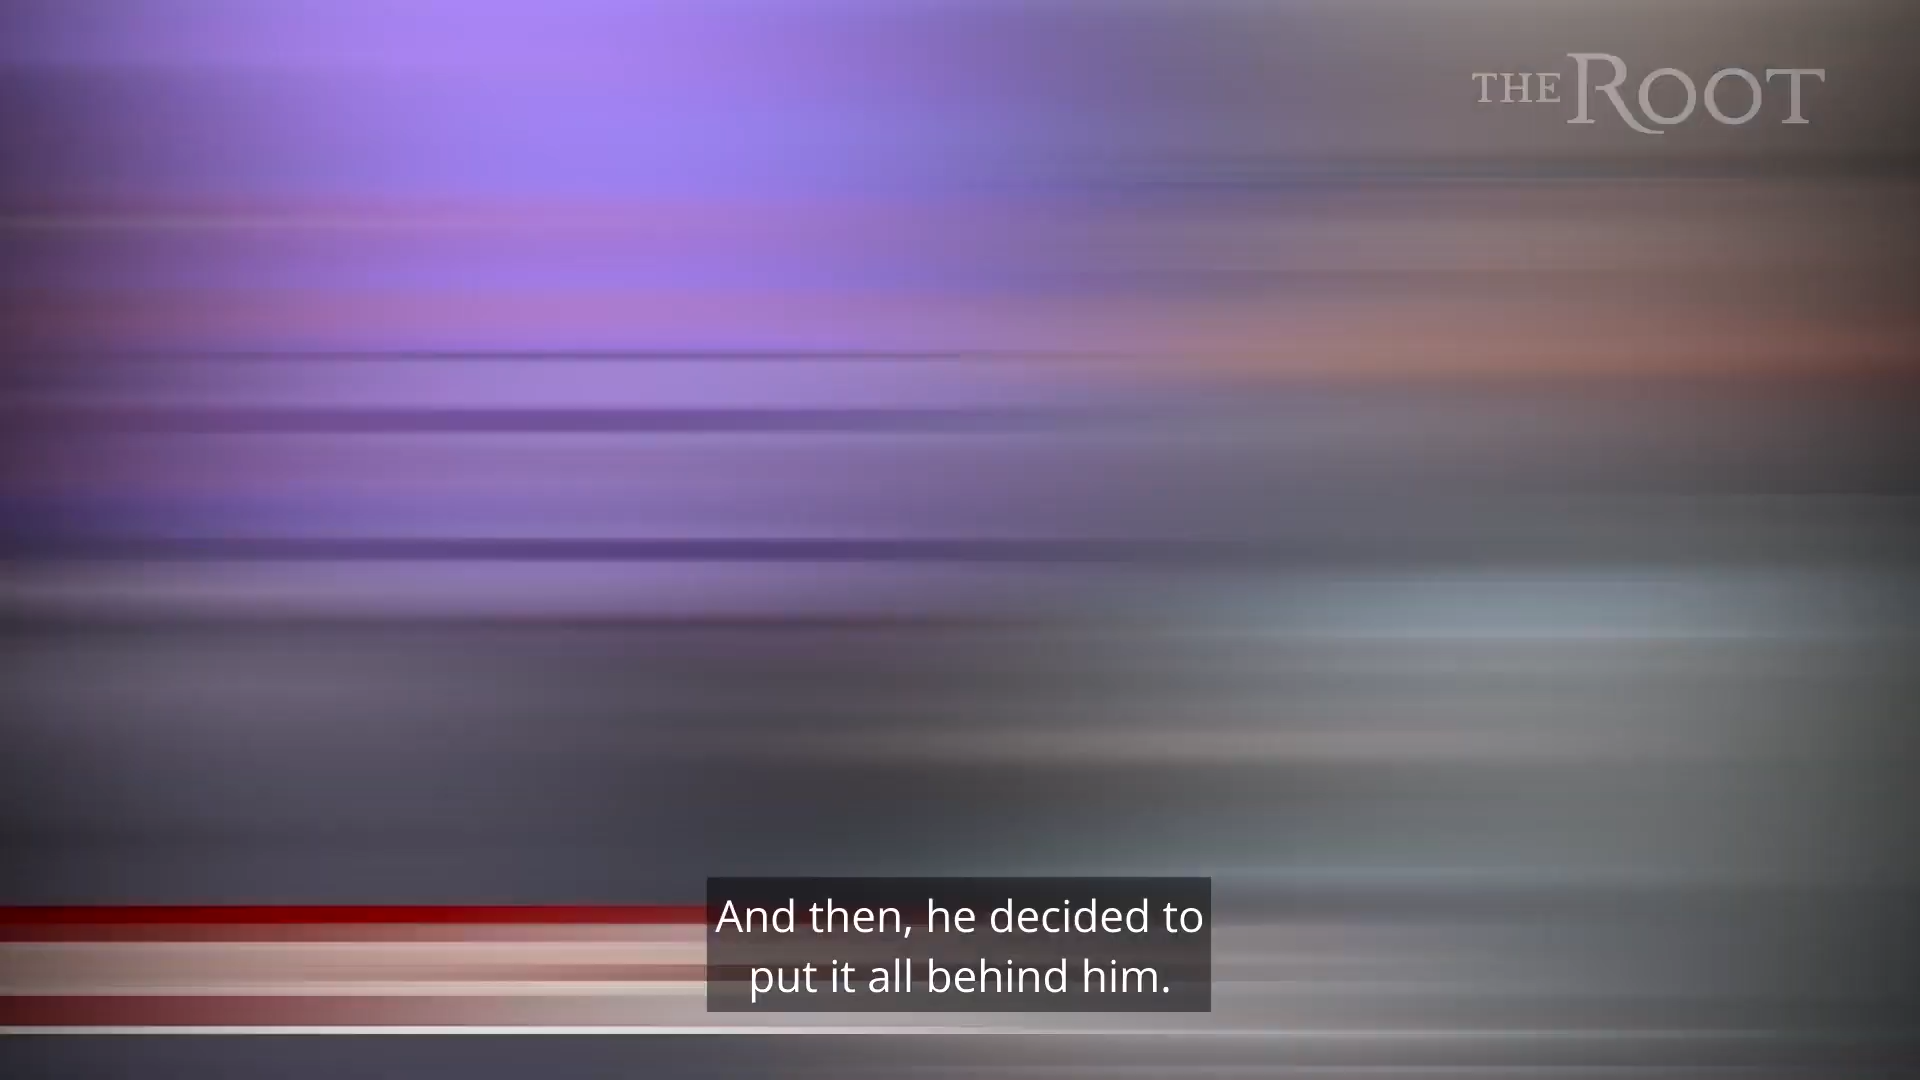 THE ROOT
And then, he decided to
put it all behind him.